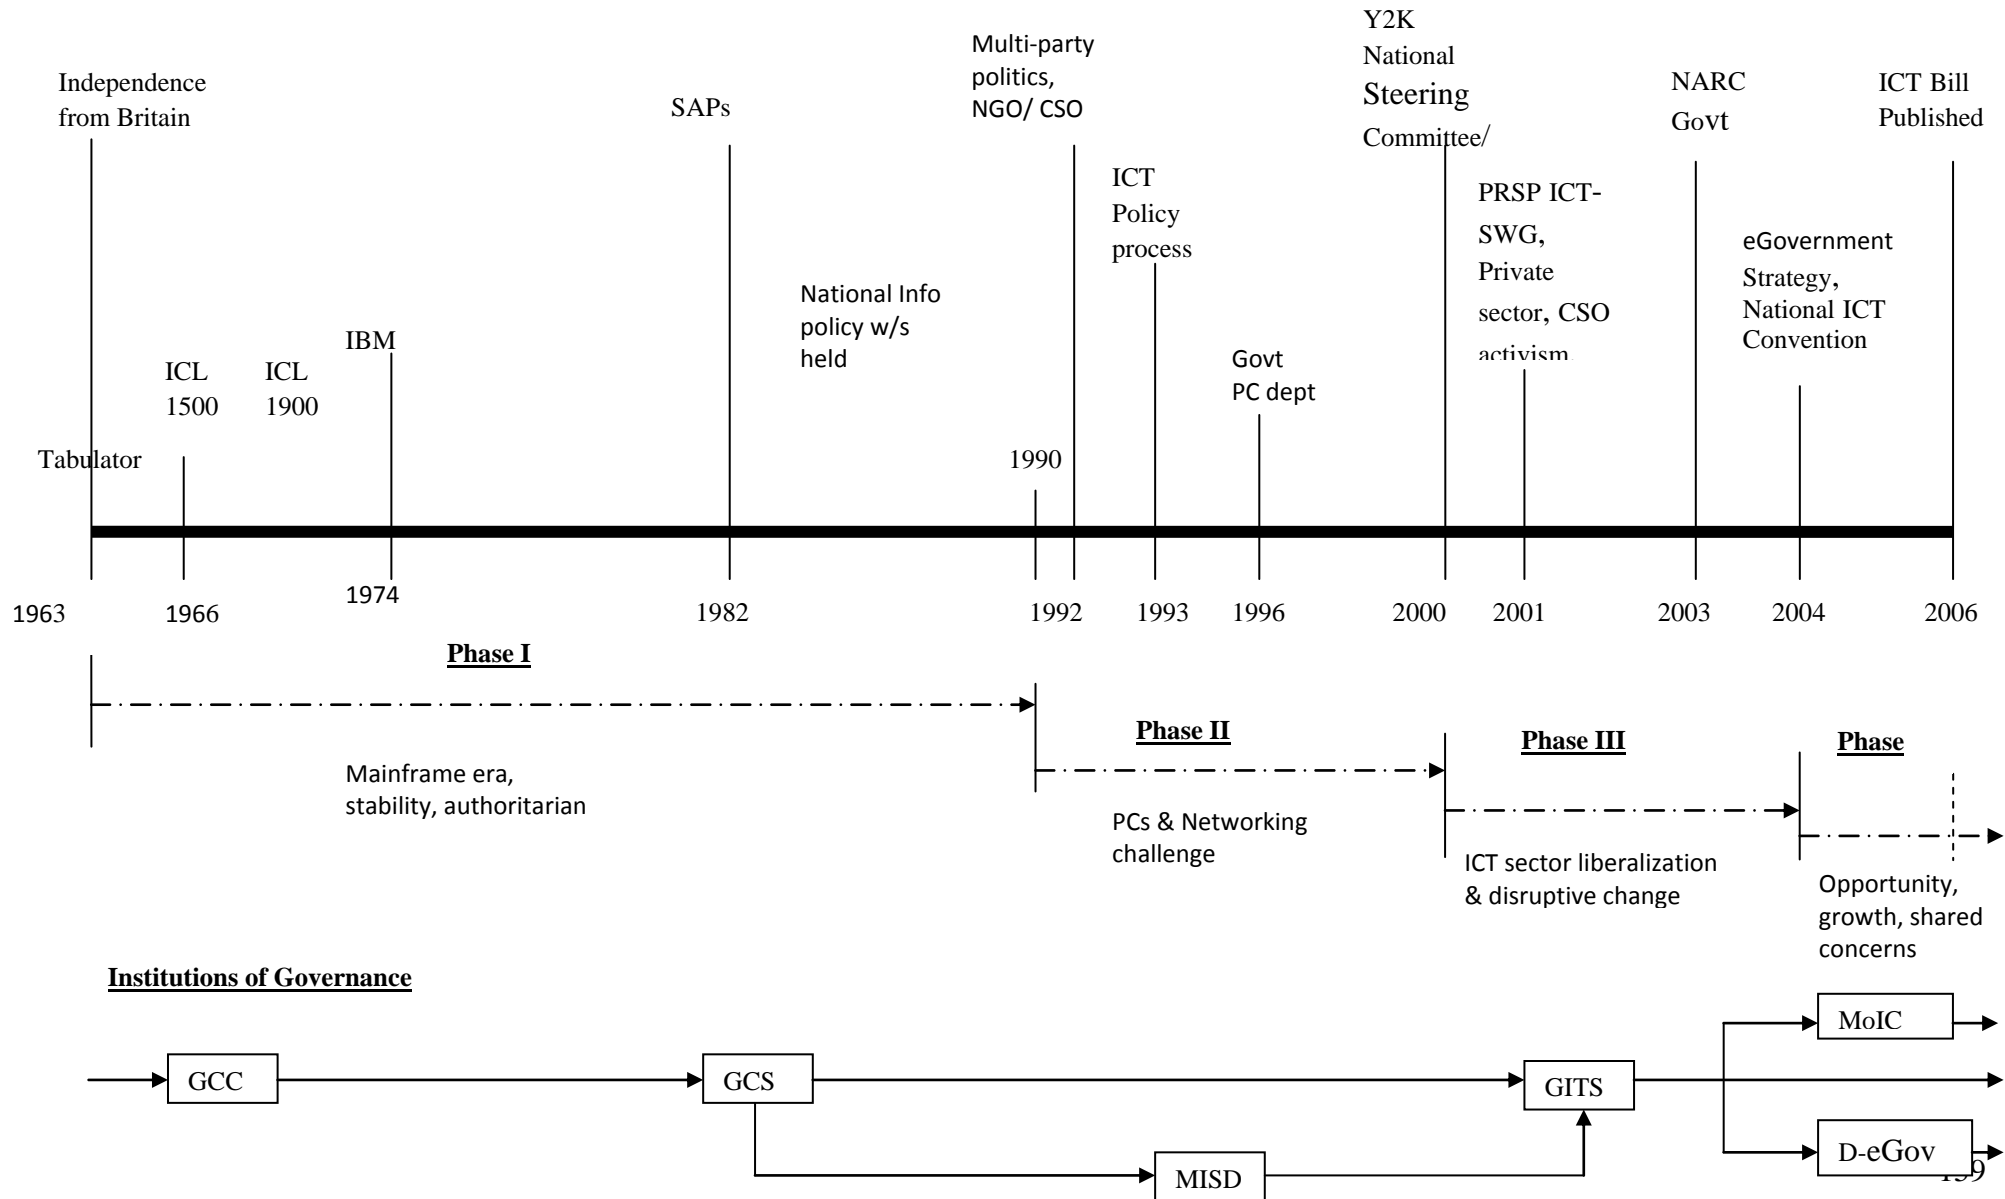 Independence
from Britain
SAPs
Multi-party
politics,
NGO/ CSO
Y2K
National
Steering
Committee/
NARC
Govt
ICT Bill
Published
ICT
Policy
process
PRSP ICT-
SWG,
Private
sector, CSO
activism.
eGovernment
Strategy,
National ICT
Convention
National Info
policy w/s
held
IBM
ICL
1500
ICL
1900
Govt
PC dept
Tabulator
1990
1963
1966
1974
1982
1992
1993
1996
2000
2001
2003
2004
2006
Phase I
Phase II
Phase III
Phase
Mainframe era,
stability, authoritarian
PCs & Networking
challenge
ICT sector liberalization
& disruptive change
Opportunity,
growth, shared
concerns
Institutions of Governance
MoIC
GCC
GCS
GITS
D-eGov
MISD